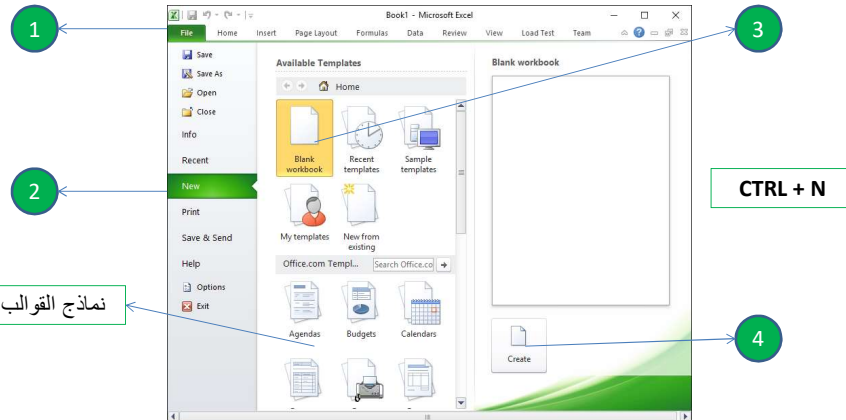 Book1 - Microsoft Excel
1
3
File Home Insert Page Layout Formulas Data Review View Load Test Team
Save
Save As
Open
Close
Info
Recent
New
Print
Save & Send
Help
Options
Exit
2
Available Templates
Home
Blank workbook
Recent templates
Sample templates
My templates
New from existing
Office.com Templ...
Search Office.co
Agendas
Budgets
Calendars
Blank workbook
Create
CTRL + N
نماذج القوالب
4